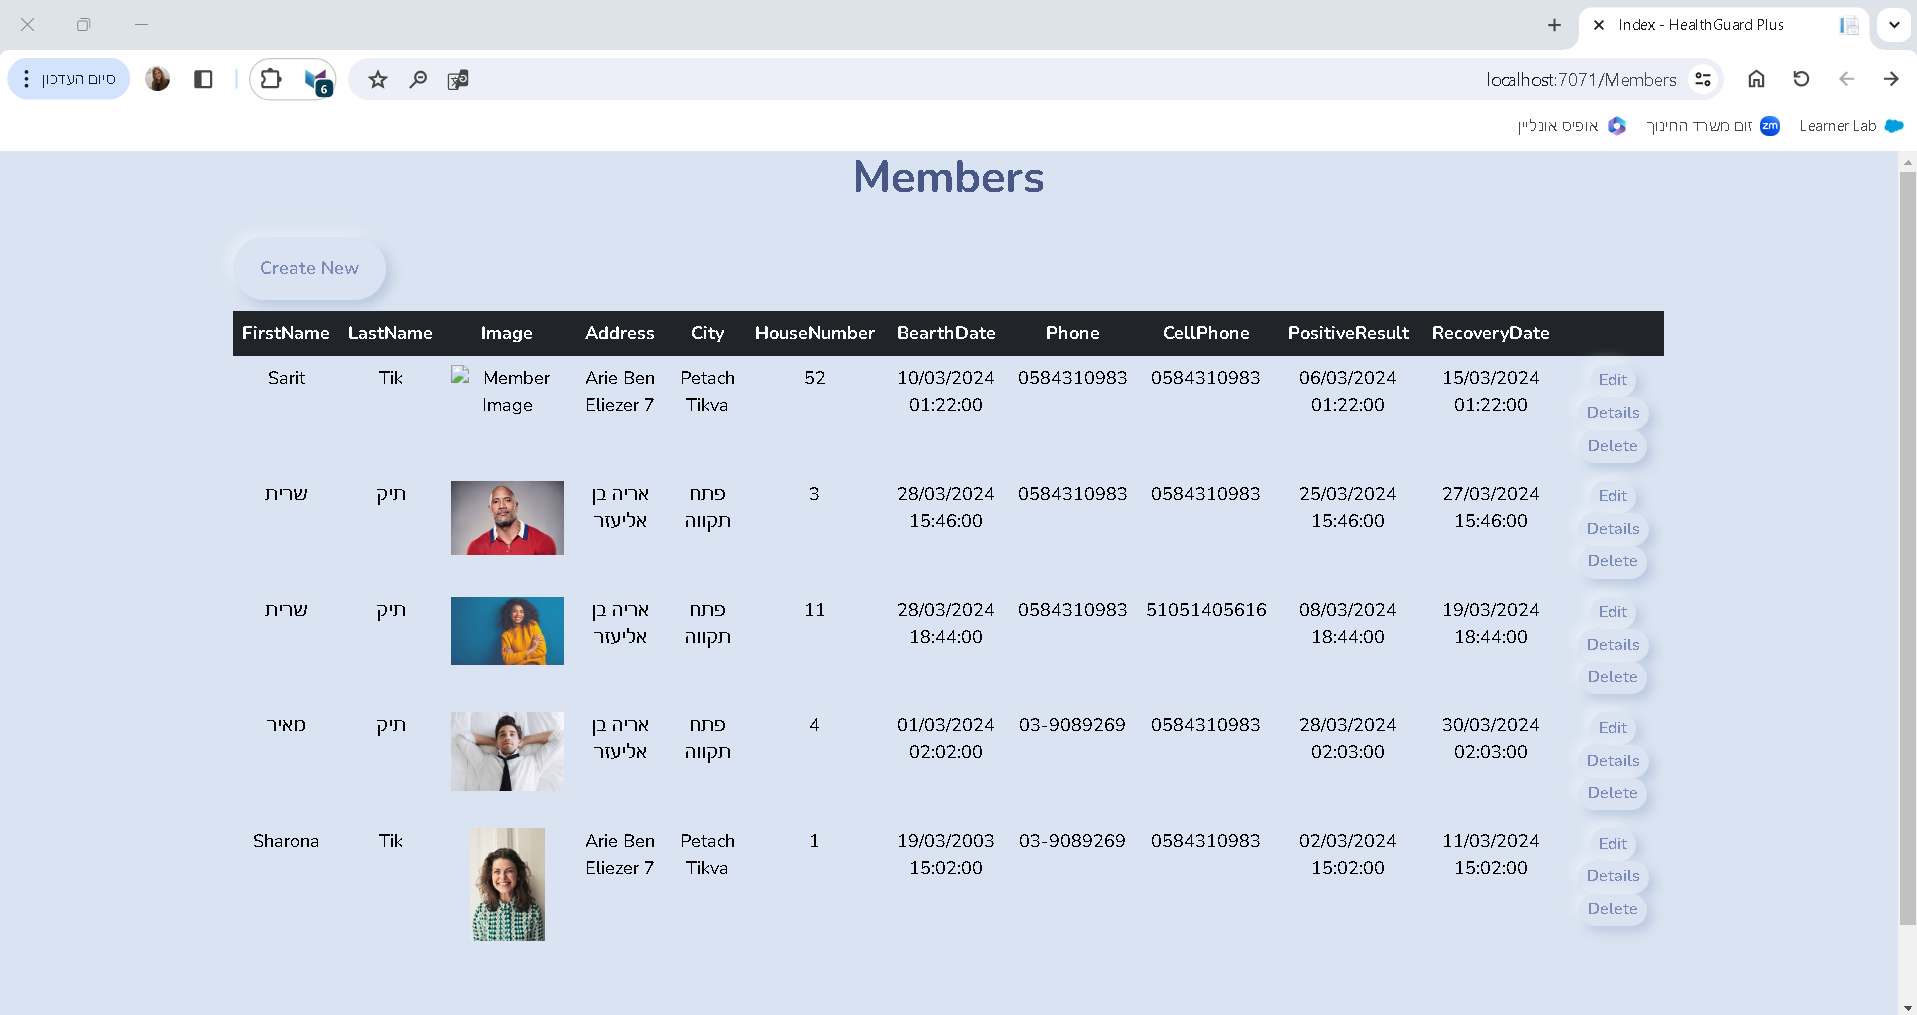 Index - HealthGuard Plus
סיום העדכון
6
localhost:7071/Members
Learner Lab
zm זום משרד החינוך
אופיס אונליין
Members
Create New
FirstName LastName Image Address City HouseNumber BearthDate Phone CellPhone PositiveResult RecoveryDate
Sarit Tik Member Arie Ben Petach 52 10/03/2024 0584310983 0584310983 06/03/2024 15/03/2024 Edit
Image Eliezer 7 Tikva 01:22:00 01:22:00 01:22:00 Details
Delete
שרית תיק אריה בן פתח 3 28/03/2024 0584310983 0584310983 25/03/2024 27/03/2024 Edit
אליעזר תקווה 15:46:00 15:46:00 15:46:00 Details
Delete
שרית תיק אריה בן פתח 11 28/03/2024 0584310983 51051405616 08/03/2024 19/03/2024 Edit
אליעזר תקווה 18:44:00 18:44:00 18:44:00 Details
Delete
מאיר תיק אריה בן פתח 4 01/03/2024 03-9089269 0584310983 28/03/2024 30/03/2024 Edit
אליעזר תקווה 02:02:00 02:03:00 02:03:00 Details
Delete
Sharona Tik Arie Ben Petach 1 19/03/2003 03-9089269 0584310983 02/03/2024 11/03/2024 Edit
Eliezer 7 Tikva 15:02:00 15:02:00 15:02:00 Details
Delete